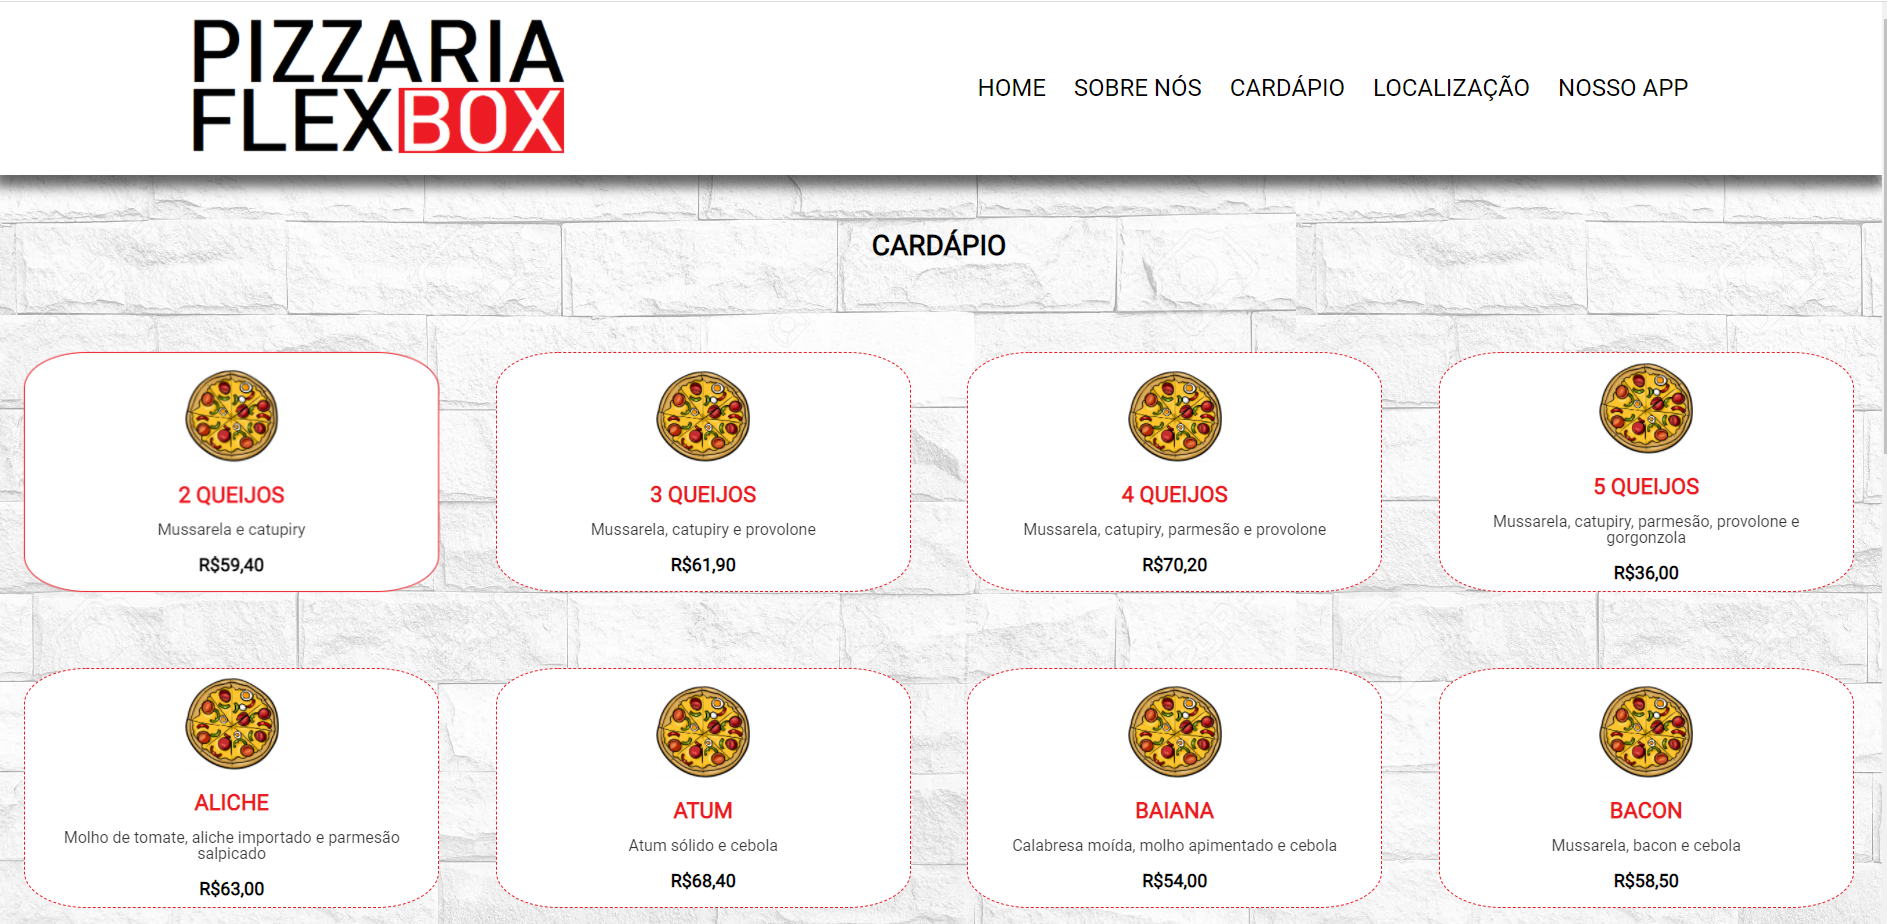 PIZZARIA
FLEXBOX
HOME SOBRE NÓS CARDÁPIO LOCALIZAÇÃO NOSSO APP
CARDÁPIO
2 QUEIJOS
Mussarela e catupiry
R$59,40
3 QUEIJOS
Mussarela, catupiry e provolone
R$61,90
4 QUEIJOS
Mussarela, catupiry, parmesão e provolone
R$70,20
5 QUEIJOS
Mussarela, catupiry, parmesão, provolone e
gorgonzola
R$36,00
ALICHE
Molho de tomate, aliche importado e parmesão
salpicado
R$63,00
ATUM
Atum sólido e cebola
R$68,40
BAIANA
Calabresa moída, molho apimentado e cebola
R$54,00
BACON
Mussarela, bacon e cebola
R$58,50